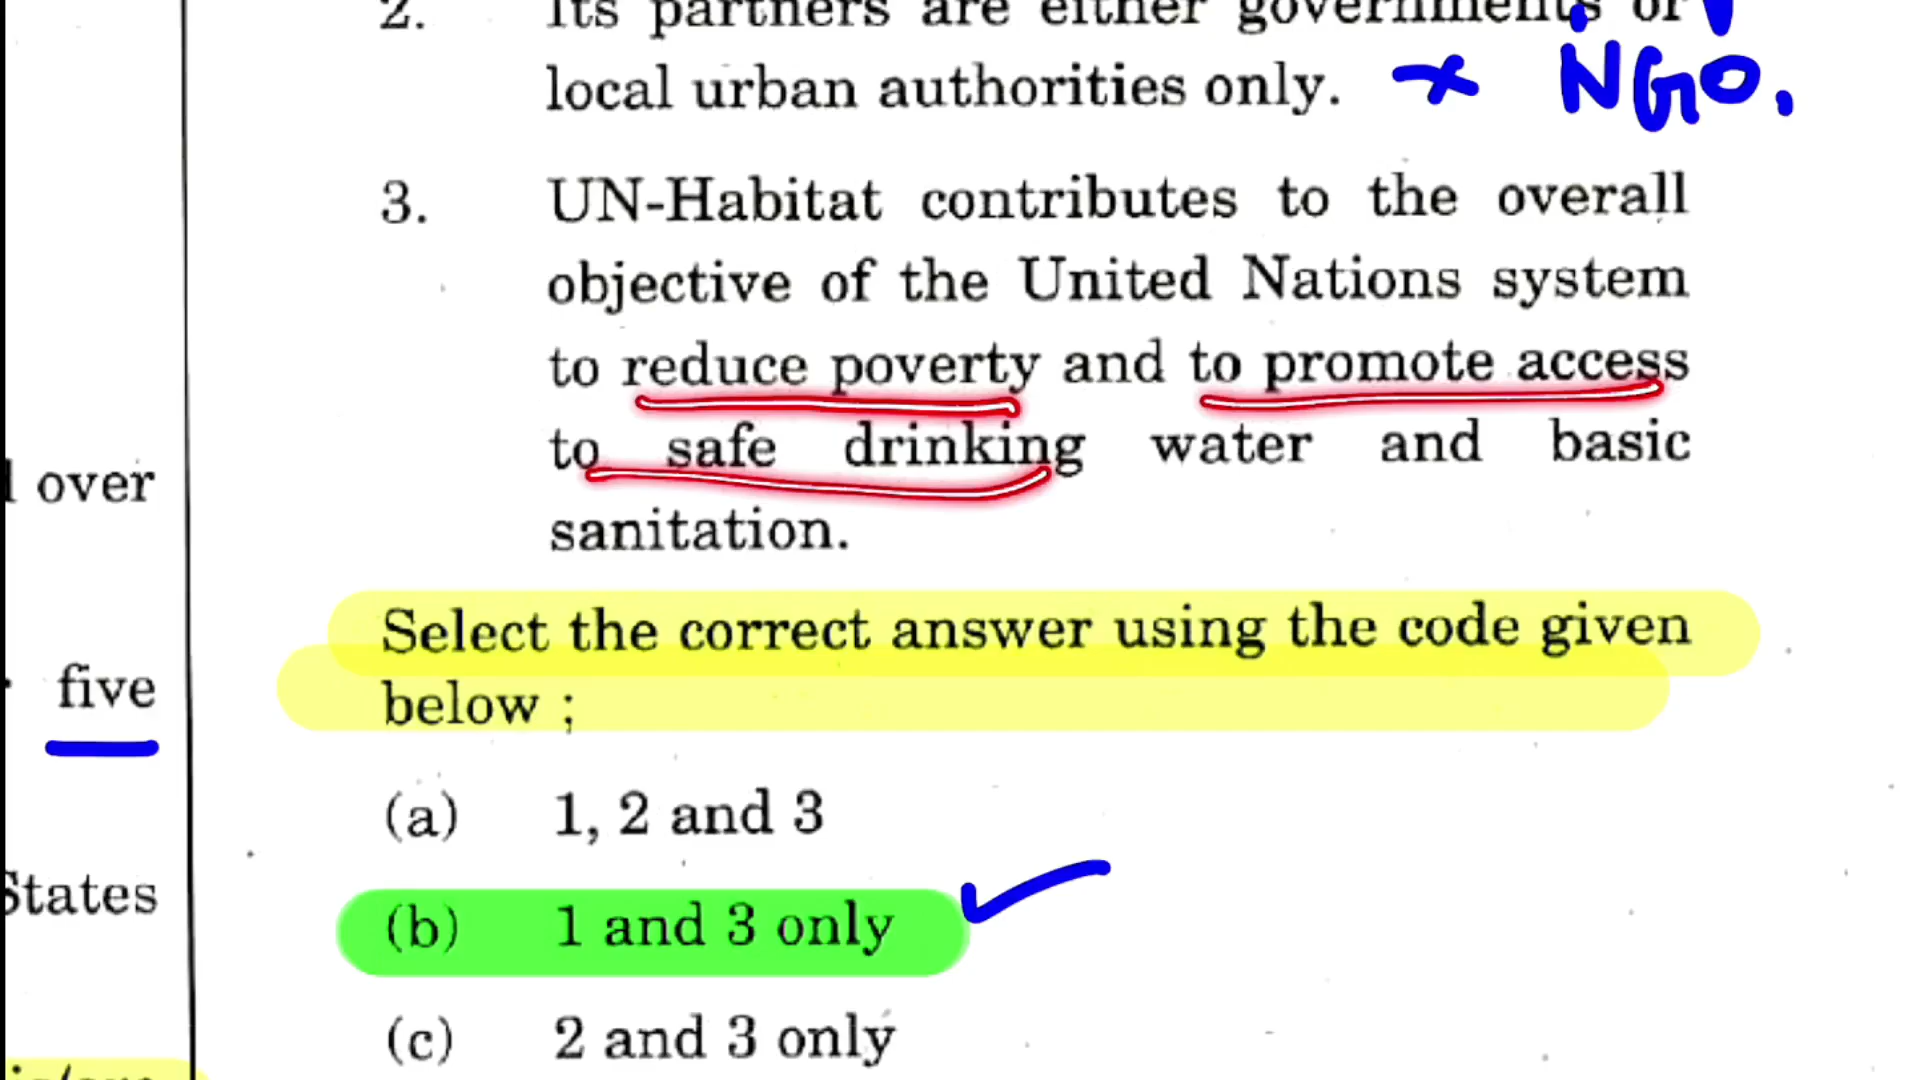 2. Its partners are either governments or
local urban authorities only. × NGO.
3. UN-Habitat contributes to the overall
objective of the United Nations system
to reduce poverty and to promote access
to safe drinking water and basic
sanitation.
Select the correct answer using the code given
below ;
(a) 1, 2 and 3
(b) 1 and 3 only
(c) 2 and 3 only
over
five
States